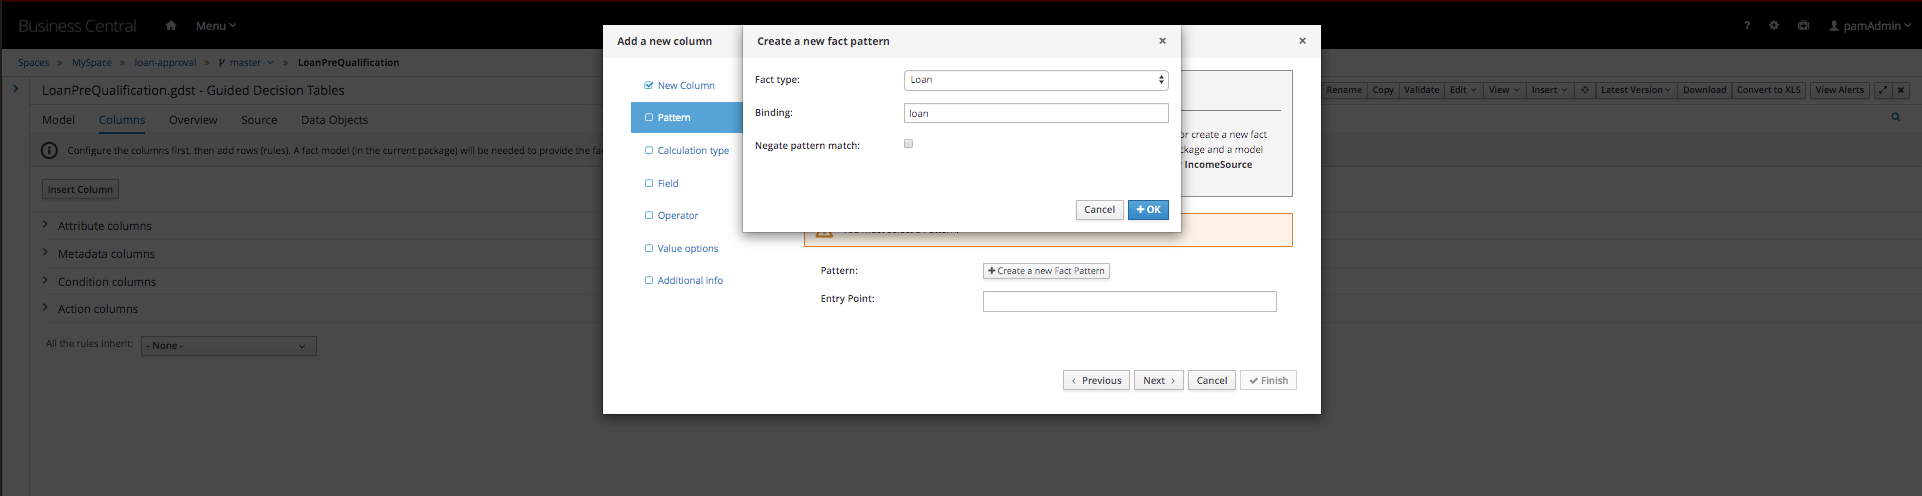 Business Central Menu ? pamAdmin
Spaces » MySpace » loan-approval » master » LoanPreQualification
LoanPreQualification.gdst - Guided Decision Tables
Rename Copy Validate Edit View Insert Latest Version Download Convert to XLS View Alerts
Model Columns Overview Source Data Objects
Configure the columns first, then add rows (rules). A fact model (in the current package) will be needed to provide the
Insert Column
Attribute columns
Metadata columns
Condition columns
Action columns
All the rules inherit: - None -
Add a new column
New Column
Pattern
Calculation type
Field
Operator
Value options
Additional info
or create a new fact
and a model
IncomeSource
Pattern: + Create a new Fact Pattern
Entry Point:
Previous Next Cancel Finish
Create a new fact pattern
Fact type: Loan
Binding: loan
Negate pattern match:
Cancel + OK